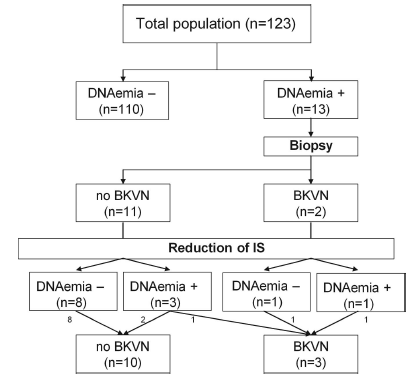 Total population (n=123)
DNAemia –
(n=110)
DNAemia +
(n=13)
Biopsy
no BKVN
(n=11)
BKVN
(n=2)
Reduction of IS
DNAemia –
(n=8)
DNAemia +
(n=3)
DNAemia –
(n=1)
DNAemia +
(n=1)
8
2
1
1
1
no BKVN
(n=10)
BKVN
(n=3)